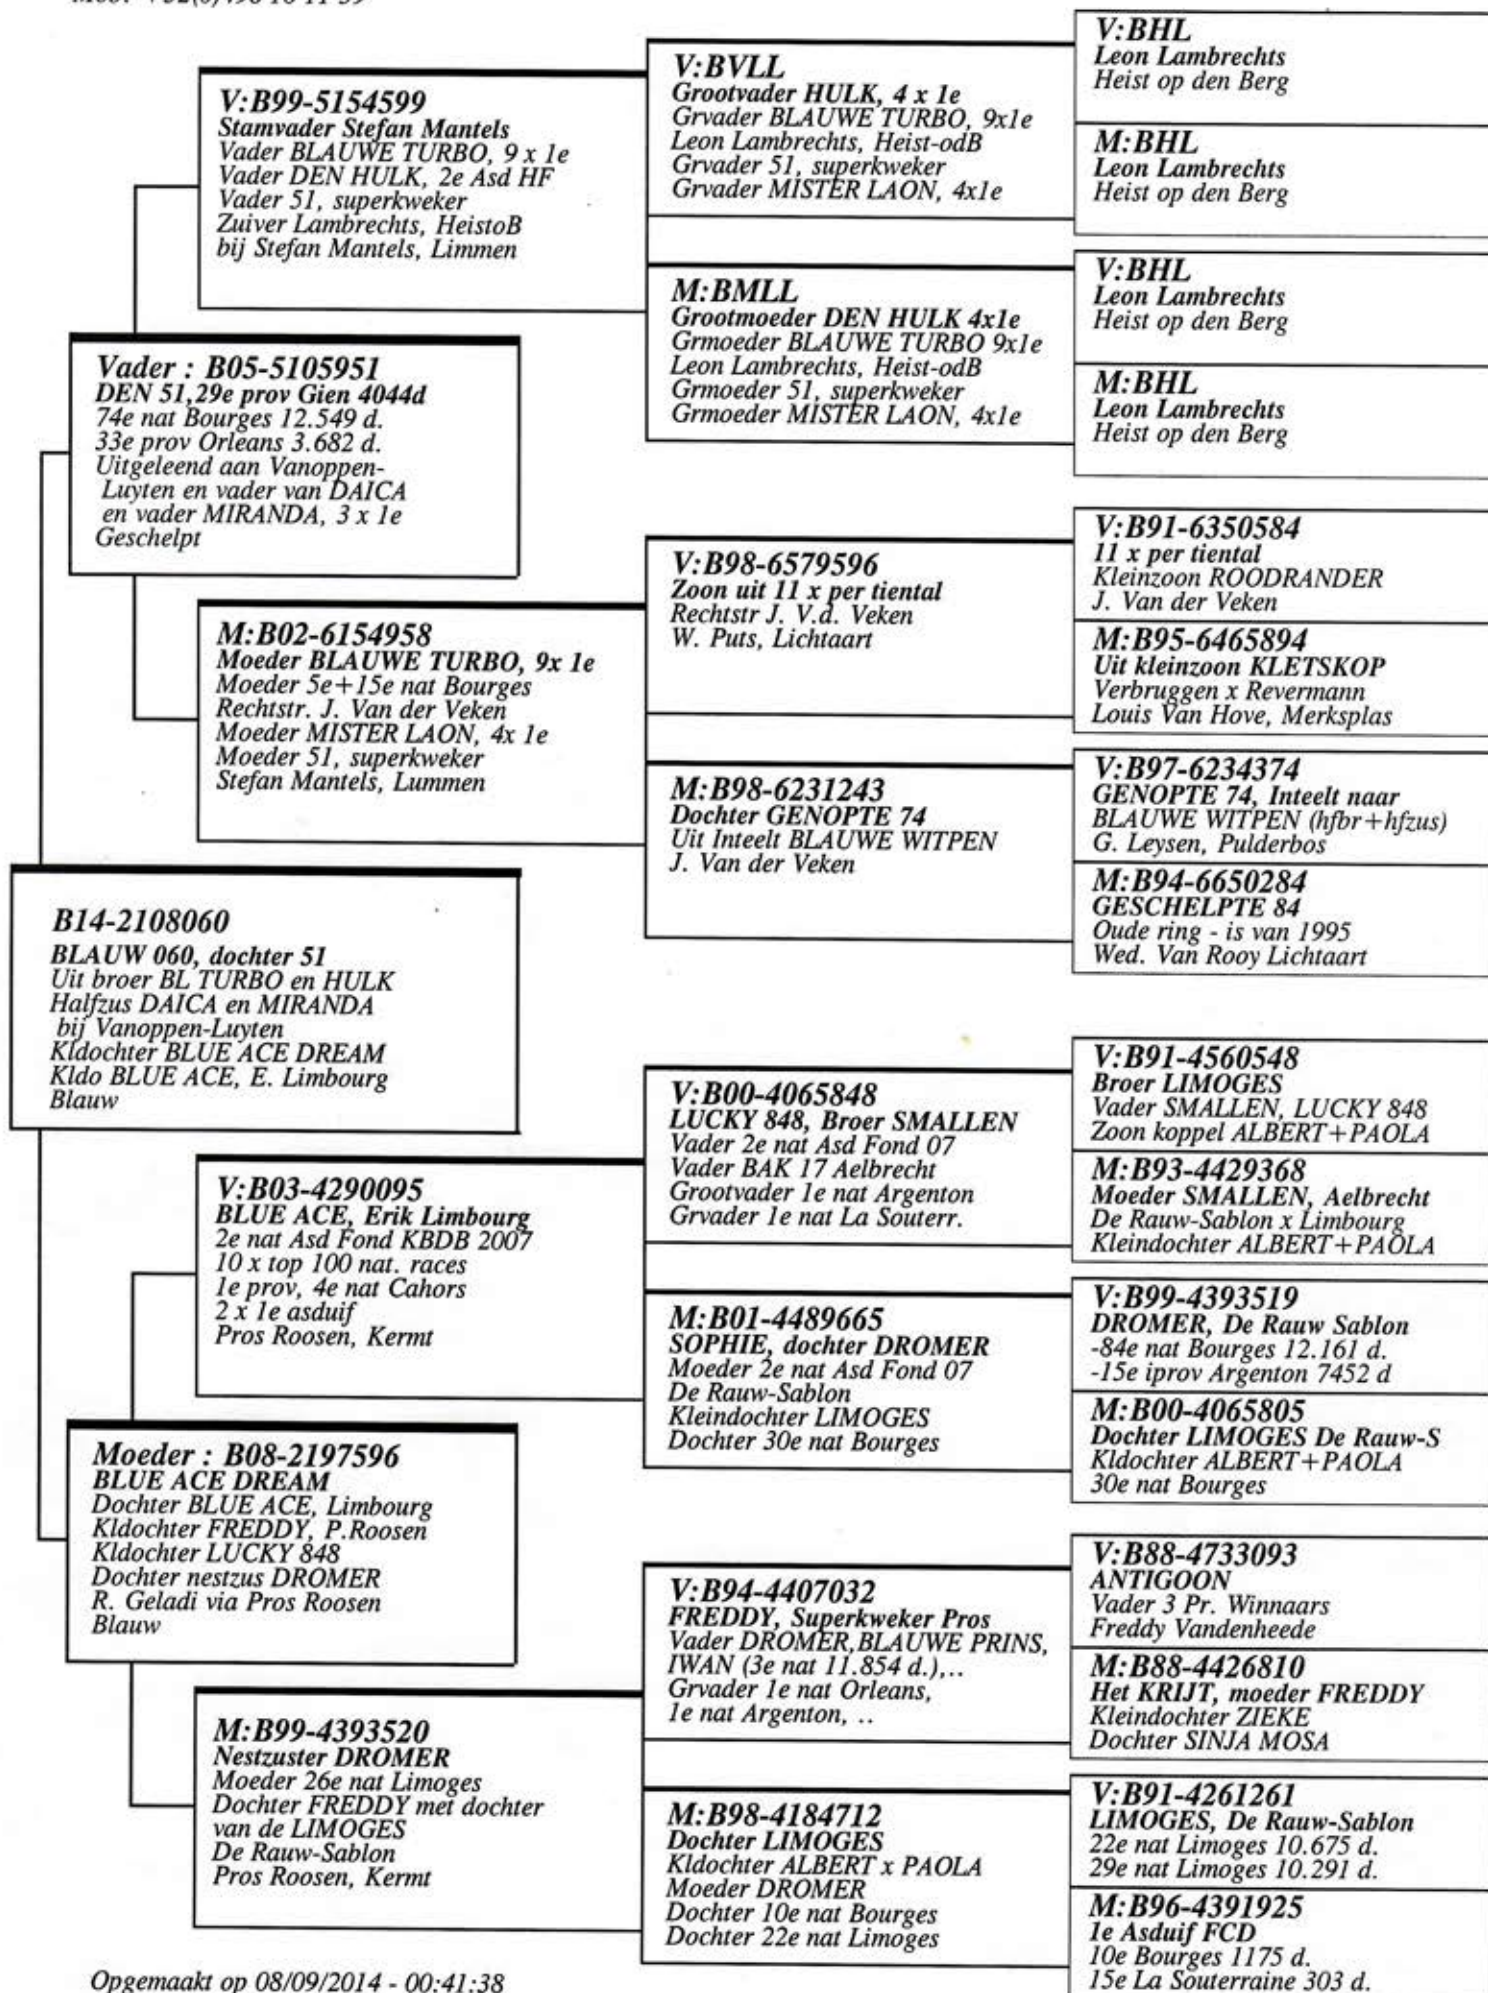 V:BHL
Leon Lambrechts
Heist op den Berg
V:BVLL
Grootvader HULK, 4 x 1e
Grvader BLAUWE TURBO, 9x1e
Leon Lambrechts, Heist-odB
Grvader 51, superkweker
Grvader MISTER LAON, 4x1e
V:B99-5154599
Stamvader Stefan Mantels
Vader BLAUWE TURBO, 9 x 1e
Vader DEN HULK, 2e Asd HF
Vader 51, superkweker
Zuiver Lambrechts, HeistoB
bij Stefan Mantels, Limmen
M:BHL
Leon Lambrechts
Heist op den Berg
V:BHL
Leon Lambrechts
Heist op den Berg
M:BMLL
Grootmoeder DEN HULK 4x1e
Grmoeder BLAUWE TURBO 9x1e
Leon Lambrechts, Heist-odB
Grmoeder 51, superkweker
Grmoeder MISTER LAON, 4x1e
M:BHL
Leon Lambrechts
Heist op den Berg
Vader : B05-5105951
DEN 51,29e prov Gien 4044d
74e nat Bourges 12.549 d.
33e prov Orleans 3.682 d.
Uitgeleend aan Vanoppen-
Luyten en vader van DAICA
en vader MIRANDA, 3 x 1e
Geschelpt
V:B91-6350584
11 x per tiental
Kleinzoon ROODRANDER
J. Van der Veken
V:B98-6579596
Zoon uit 11 x per tiental
Rechtstr J. V.d. Veken
W. Puts, Lichtaart
M:B02-6154958
Moeder BLAUWE TURBO, 9x 1e
Moeder 5e+15e nat Bourges
Rechtstr. J. Van der Veken
Moeder MISTER LAON, 4x 1e
Moeder 51, superkweker
Stefan Mantels, Lummen
M:B95-6465894
Uit kleinzoon KLETSKOP
Verbruggen x Revermann
Louis Van Hove, Merksplas
V:B97-6234374
GENOPTE 74, Inteelt naar
BLAUWE WITPEN (hfbr+hfzus)
G. Leysen, Pulderbos
M:B98-6231243
Dochter GENOPTE 74
Uit Inteelt BLAUWE WITPEN
J. Van der Veken
M:B94-6650284
GESCHELPTE 84
Oude ring - is van 1995
Wed. Van Rooy Lichtaart
B14-2108060
BLAUW 060, dochter 51
Uit broer BL TURBO en HULK
Halfzus DAICA en MIRANDA
bij Vanoppen-Luyten
Kldochter BLUE ACE DREAM
Kldo BLUE ACE, E. Limbourg
Blauw
V:B91-4560548
Broer LIMOGES
Vader SMALLEN, LUCKY 848
Zoon koppel ALBERT+PAOLA
V:B00-4065848
LUCKY 848, Broer SMALLEN
Vader 2e nat Asd Fond 07
Vader BAK 17 Aelbrecht
Grootvader 1e nat Argenton
Grvader 1e nat La Souterr.
V:B03-4290095
BLUE ACE, Erik Limbourg
2e nat Asd Fond KBDB 2007
10 x top 100 nat. races
1e prov, 4e nat Cahors
2 x 1e asduif
Pros Roosen, Kermt
M:B93-4429368
Moeder SMALLEN, Aelbrecht
De Rauw-Sablon x Limbourg
Kleindochter ALBERT+PAOLA
V:B99-4393519
DROMER, De Rauw Sablon
-84e nat Bourges 12.161 d.
-15e iprov Argenton 7452 d
M:B01-4489665
SOPHIE, dochter DROMER
Moeder 2e nat Asd Fond 07
De Rauw-Sablon
Kleindochter LIMOGES
Dochter 30e nat Bourges
M:B00-4065805
Dochter LIMOGES De Rauw-S
Kldochter ALBERT+PAOLA
30e nat Bourges
Moeder : B08-2197596
BLUE ACE DREAM
Dochter BLUE ACE, Limbourg
Kldochter FREDDY, P.Roosen
Kldochter LUCKY 848
Dochter nestzus DROMER
R. Geladi via Pros Roosen
Blauw
V:B88-4733093
ANTIGOON
Vader 3 Pr. Winnaars
Freddy Vandenheede
V:B94-4407032
FREDDY, Superkweker Pros
Vader DROMER,BLAUWE PRINS,
IWAN (3e nat 11.854 d.),..
Grvader 1e nat Orleans,
1e nat Argenton, ..
M:B88-4426810
Het KRIJT, moeder FREDDY
Kleindochter ZIEKE
Dochter SINJA MOSA
M:B99-4393520
Nestzuster DROMER
Moeder 26e nat Limoges
Dochter FREDDY met dochter
van de LIMOGES
De Rauw-Sablon
Pros Roosen, Kermt
V:B91-4261261
LIMOGES, De Rauw-Sablon
22e nat Limoges 10.675 d.
29e nat Limoges 10.291 d.
M:B98-4184712
Dochter LIMOGES
Kldochter ALBERT x PAOLA
Moeder DROMER
Dochter 10e nat Bourges
Dochter 22e nat Limoges
M:B96-4391925
1e Asduif FCD
10e Bourges 1175 d.
15e La Souterraine 303 d.
Opgemaakt op 08/09/2014 - 00:41:38